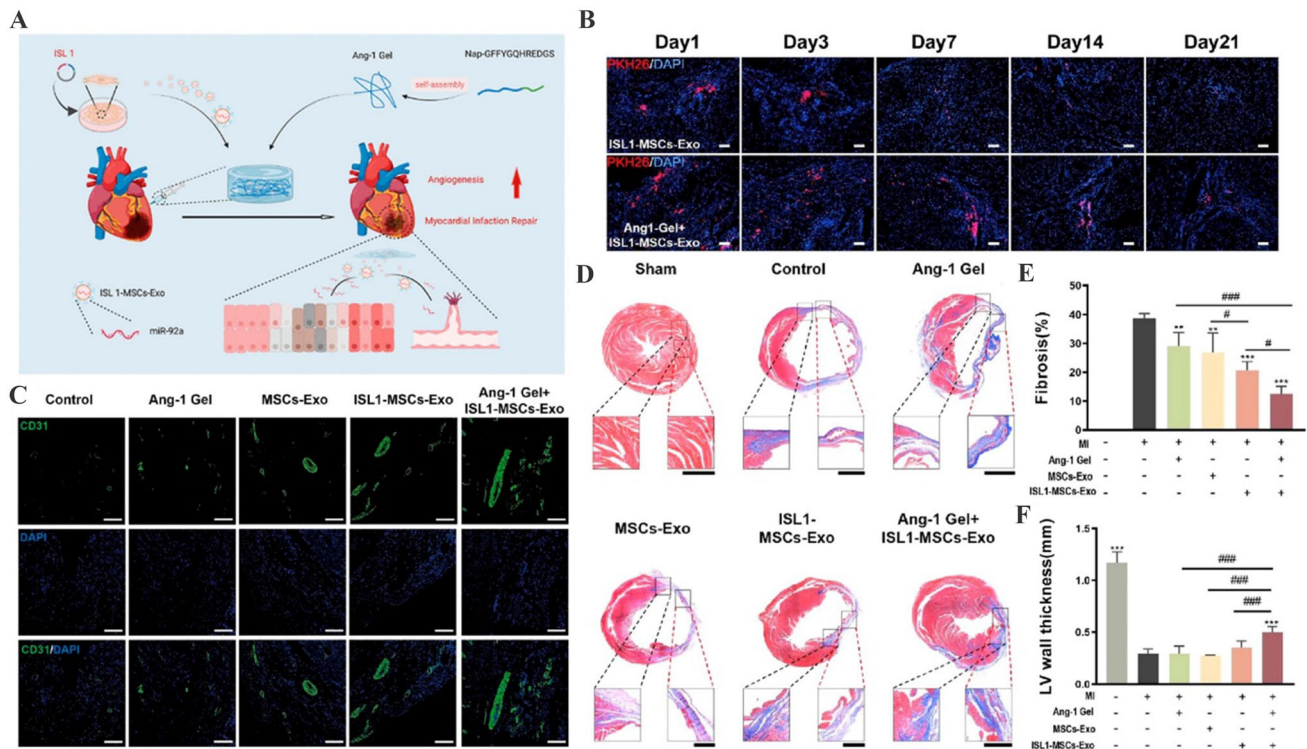 A
ISL 1
Ang-1 Gel
Nap-GFFYGQHREDGS
self-assembly
Angiogenesis
Myocardial Infaction Repair
ISL 1-MSCs-Exo
miR-92a
B
Day1 Day3 Day7 Day14 Day21
PKH26/DAPI
ISL1-MSCs-Exo
PKH26/DAPI
Ang1-Gel+
ISL1-MSCs-Exo
C
Control Ang-1 Gel MSCs-Exo ISL1-MSCs-Exo Ang-1 Gel+
ISL1-MSCs-Exo
CD31
DAPI
CD31/DAPI
D
Sham Control Ang-1 Gel
MSCs-Exo ISL1-
MSCs-Exo Ang-1 Gel+
ISL1-MSCs-Exo
E
Fibrosis(%)
50
40
30
20
10
0
###
#
#
** ** *** ***
MI - + + + + +
Ang-1 Gel - - + - - +
MSCs-Exo - - - + - -
ISL1-MSCs-Exo - - - - + +
F
LV wall thickness(mm)
1.5
1.0
0.5
0.0
***
###
###
###
***
MI - + + + + +
Ang-1 Gel - - + - - +
MSCs-Exo - - - + - -
ISL1-MSCs-Exo - - - - + +